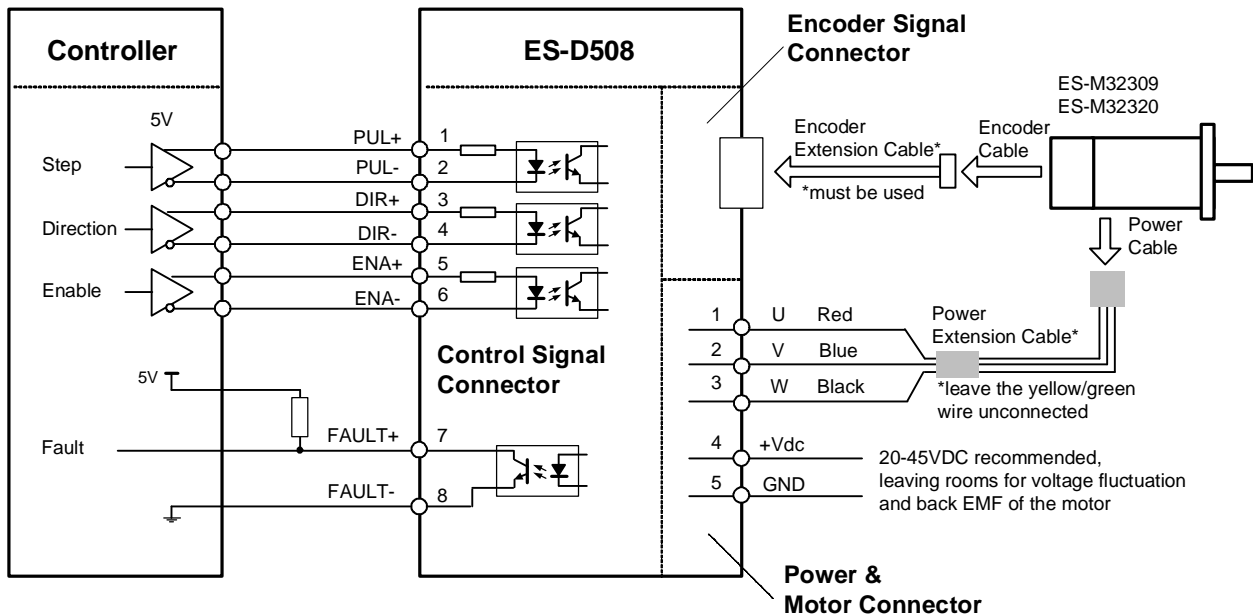 Controller
ES-D508
Encoder Signal
Connector
ES-M32309
ES-M32320
5V
Step
Direction
Enable
PUL+
PUL-
DIR+
DIR-
ENA+
ENA-
1
2
3
4
5
6
Encoder
Extension Cable*
*must be used
Encoder
Cable
Power
Cable
Control Signal
Connector
1 U Red
2 V Blue
3 W Black
Power
Extension Cable*
*leave the yellow/green
wire unconnected
5V
Fault
FAULT+
7
FAULT-
8
4 +Vdc
5 GND
20-45VDC recommended,
leaving rooms for voltage fluctuation
and back EMF of the motor
Power &
Motor Connector